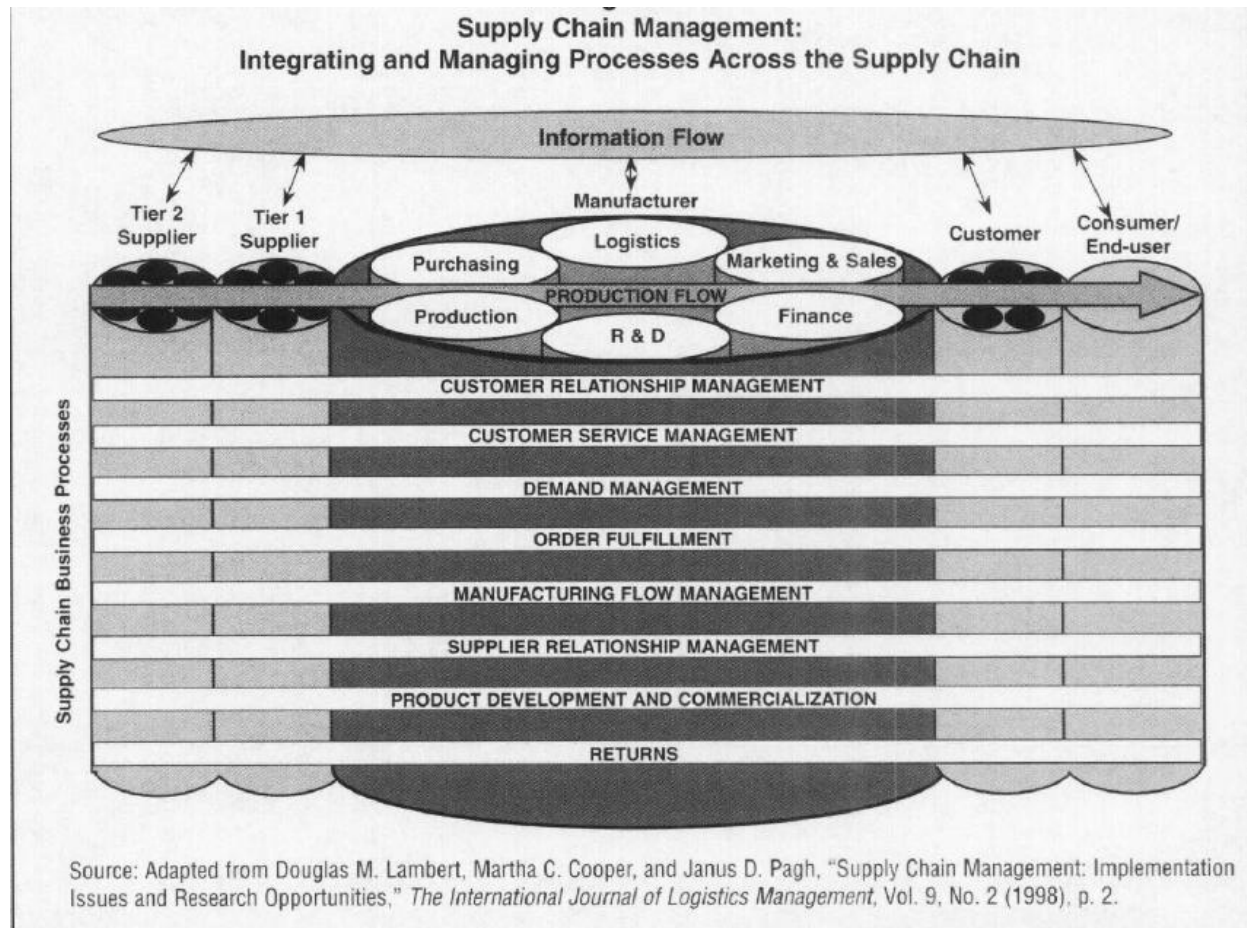 Supply Chain Management:
Integrating and Managing Processes Across the Supply Chain
Information Flow
Tier 2
Supplier
Tier 1
Supplier
Manufacturer
Customer
Consumer/
End-user
Purchasing
Logistics
Marketing & Sales
PRODUCTION FLOW
Production
R & D
Finance
Supply Chain Business Processes
CUSTOMER RELATIONSHIP MANAGEMENT
CUSTOMER SERVICE MANAGEMENT
DEMAND MANAGEMENT
ORDER FULFILLMENT
MANUFACTURING FLOW MANAGEMENT
SUPPLIER RELATIONSHIP MANAGEMENT
PRODUCT DEVELOPMENT AND COMMERCIALIZATION
RETURNS
Source: Adapted from Douglas M. Lambert, Martha C. Cooper, and Janus D. Pagh, “Supply Chain Management: Implementation
Issues and Research Opportunities,” The International Journal of Logistics Management, Vol. 9, No. 2 (1998), p. 2.